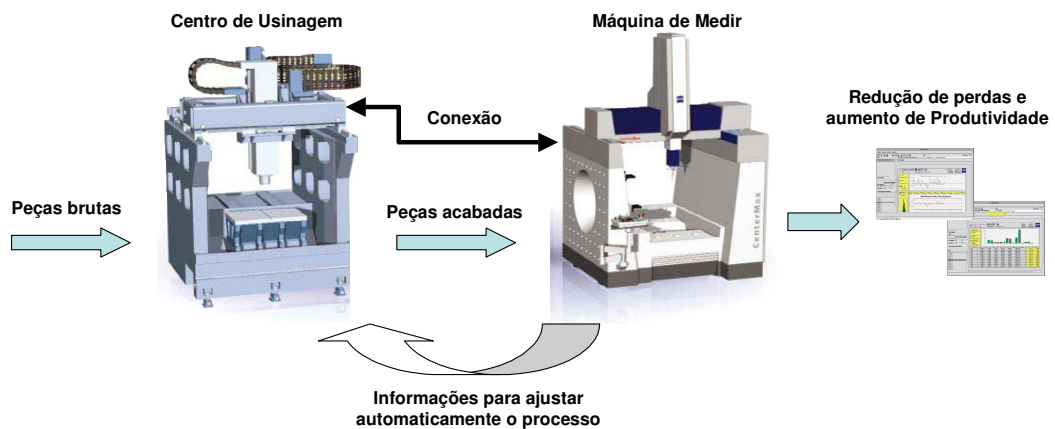 Centro de Usinagem
Máquina de Medir
Conexão
Redução de perdas e
aumento de Produtividade
Peças brutas
Peças acabadas
CenterMax
Informações para ajustar
automaticamente o processo